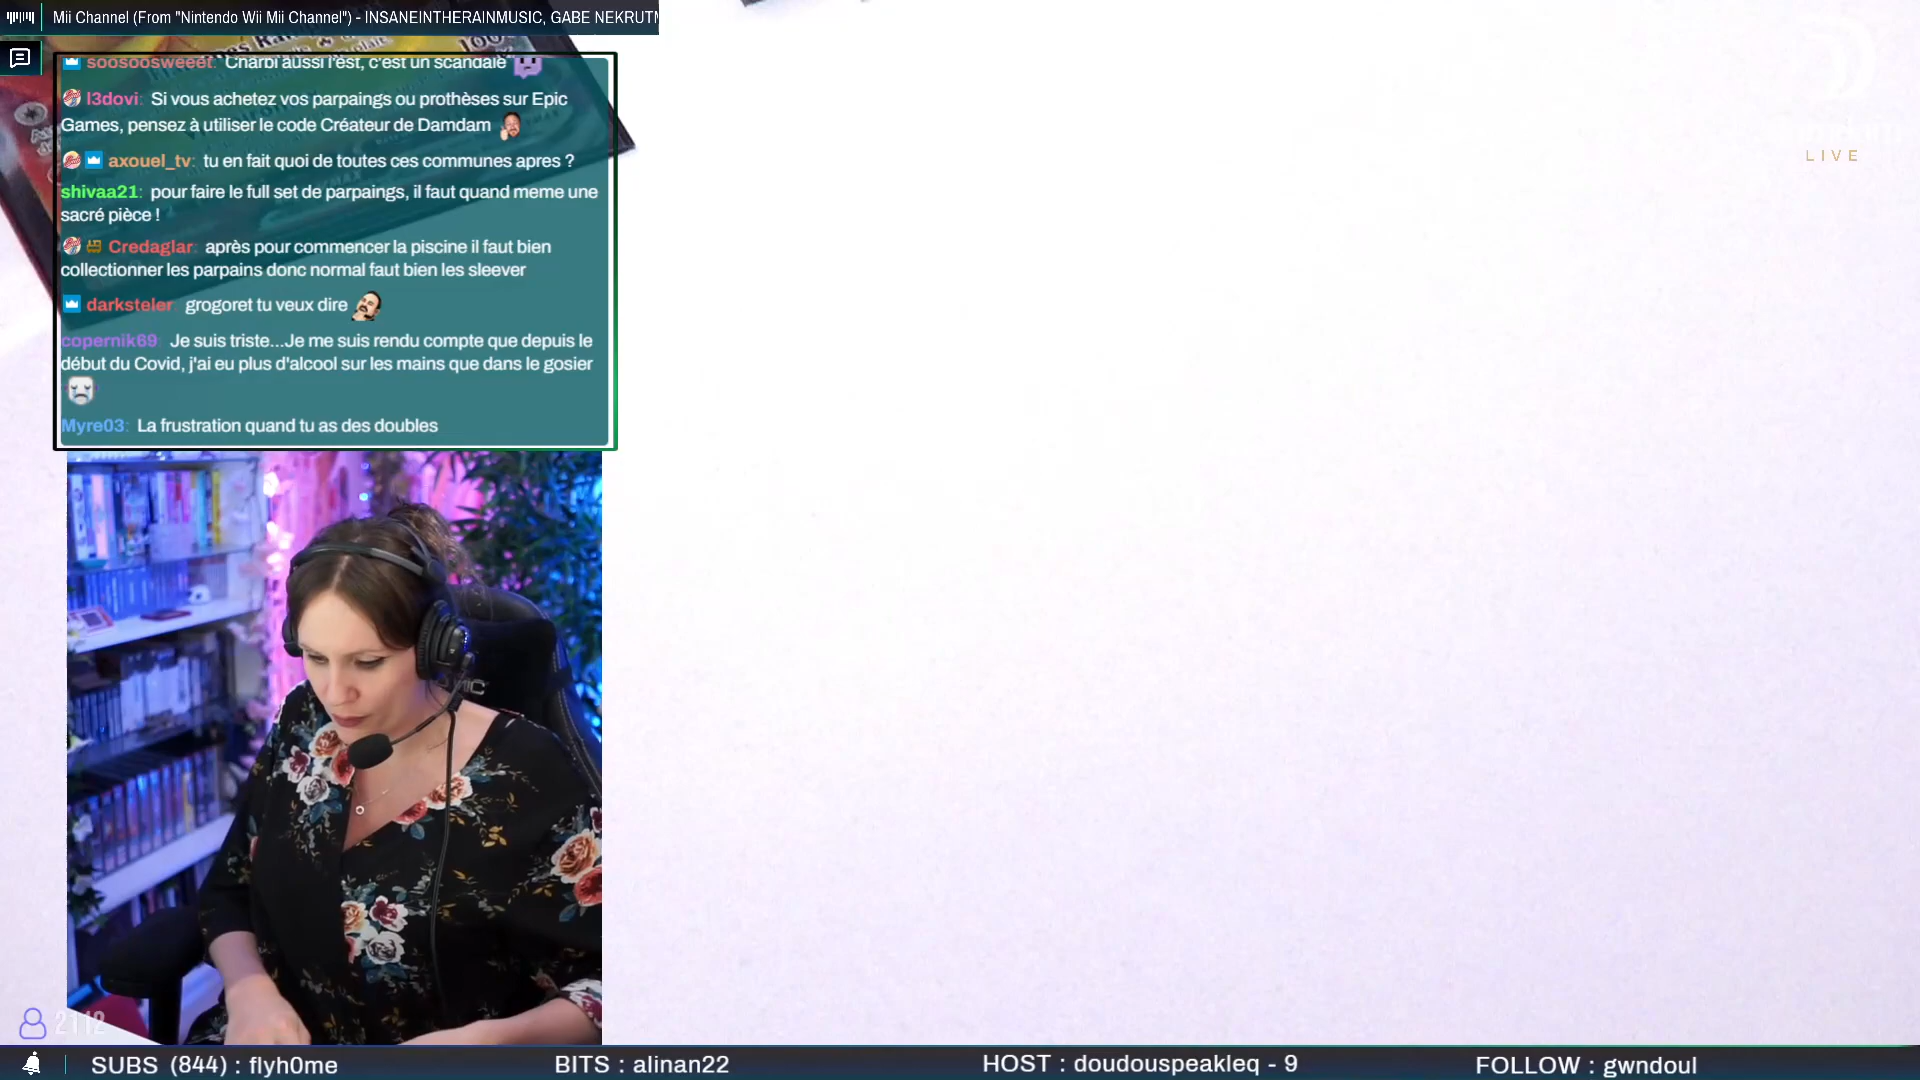 Mii Channel (From "Nintendo Wii Mii Channel") - INSANEINTHERAINMUSIC, GABE NEKRUTM
soosoosweeet: Charbi aussi l'est, c'est un scandale
l3dovi: Si vous achetez vos parpaings ou prothèses sur Epic
Games, pensez à utiliser le code Créateur de Damdam
axouel_tv: tu en fait quoi de toutes ces communes apres ?
shivaa21: pour faire le full set de parpaings, il faut quand meme une
sacré pièce !
Credaglar: après pour commencer la piscine il faut bien
collectionner les parpains donc normal faut bien les sleever
darksteler: grogoret tu veux dire
copernik69: Je suis triste...Je me suis rendu compte que depuis le
début du Covid, j'ai eu plus d'alcool sur les mains que dans le gosier
Myre03: La frustration quand tu as des doubles
LIVE
SUBS (844) : flyh0me
BITS : alinan22
HOST : doudouspeakleq - 9
FOLLOW : gwndoul